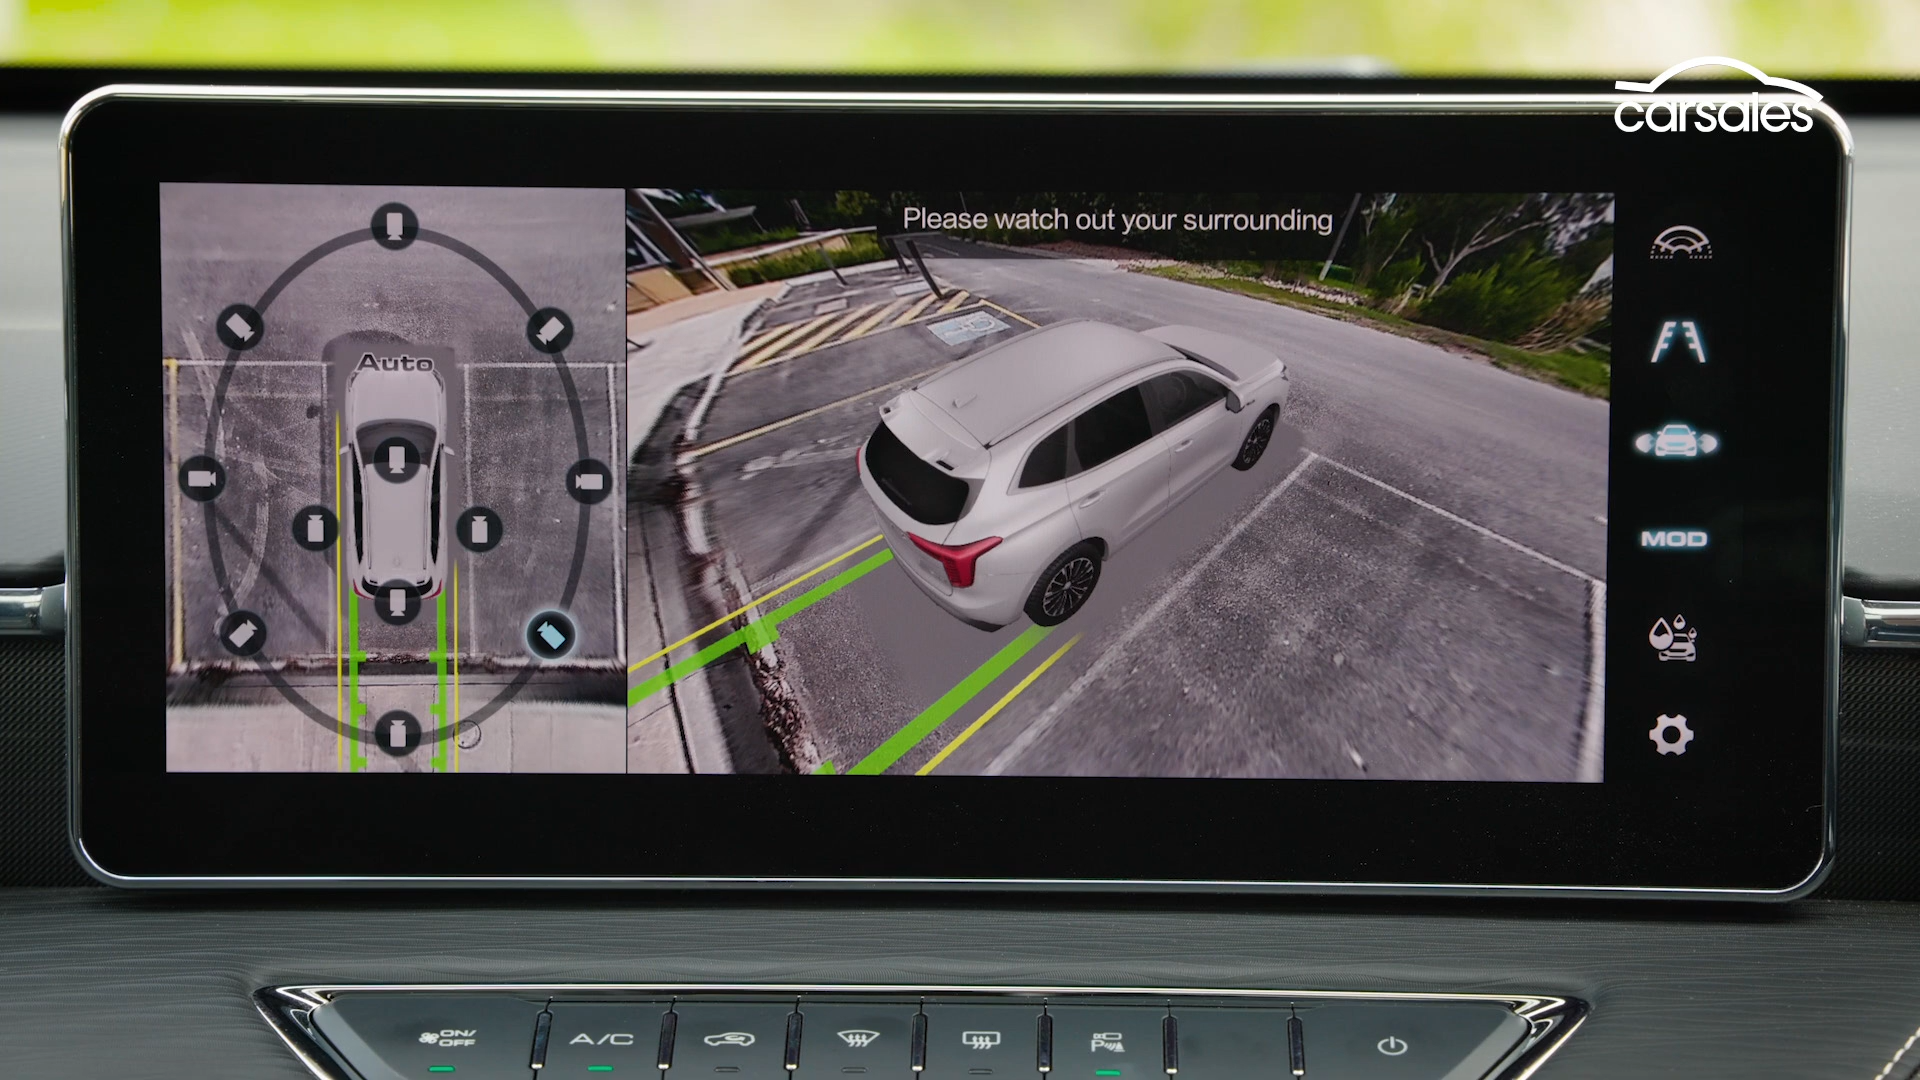 carsales
Please watch out your surrounding
Auto
MOD
ON/
OFF
A/C
P